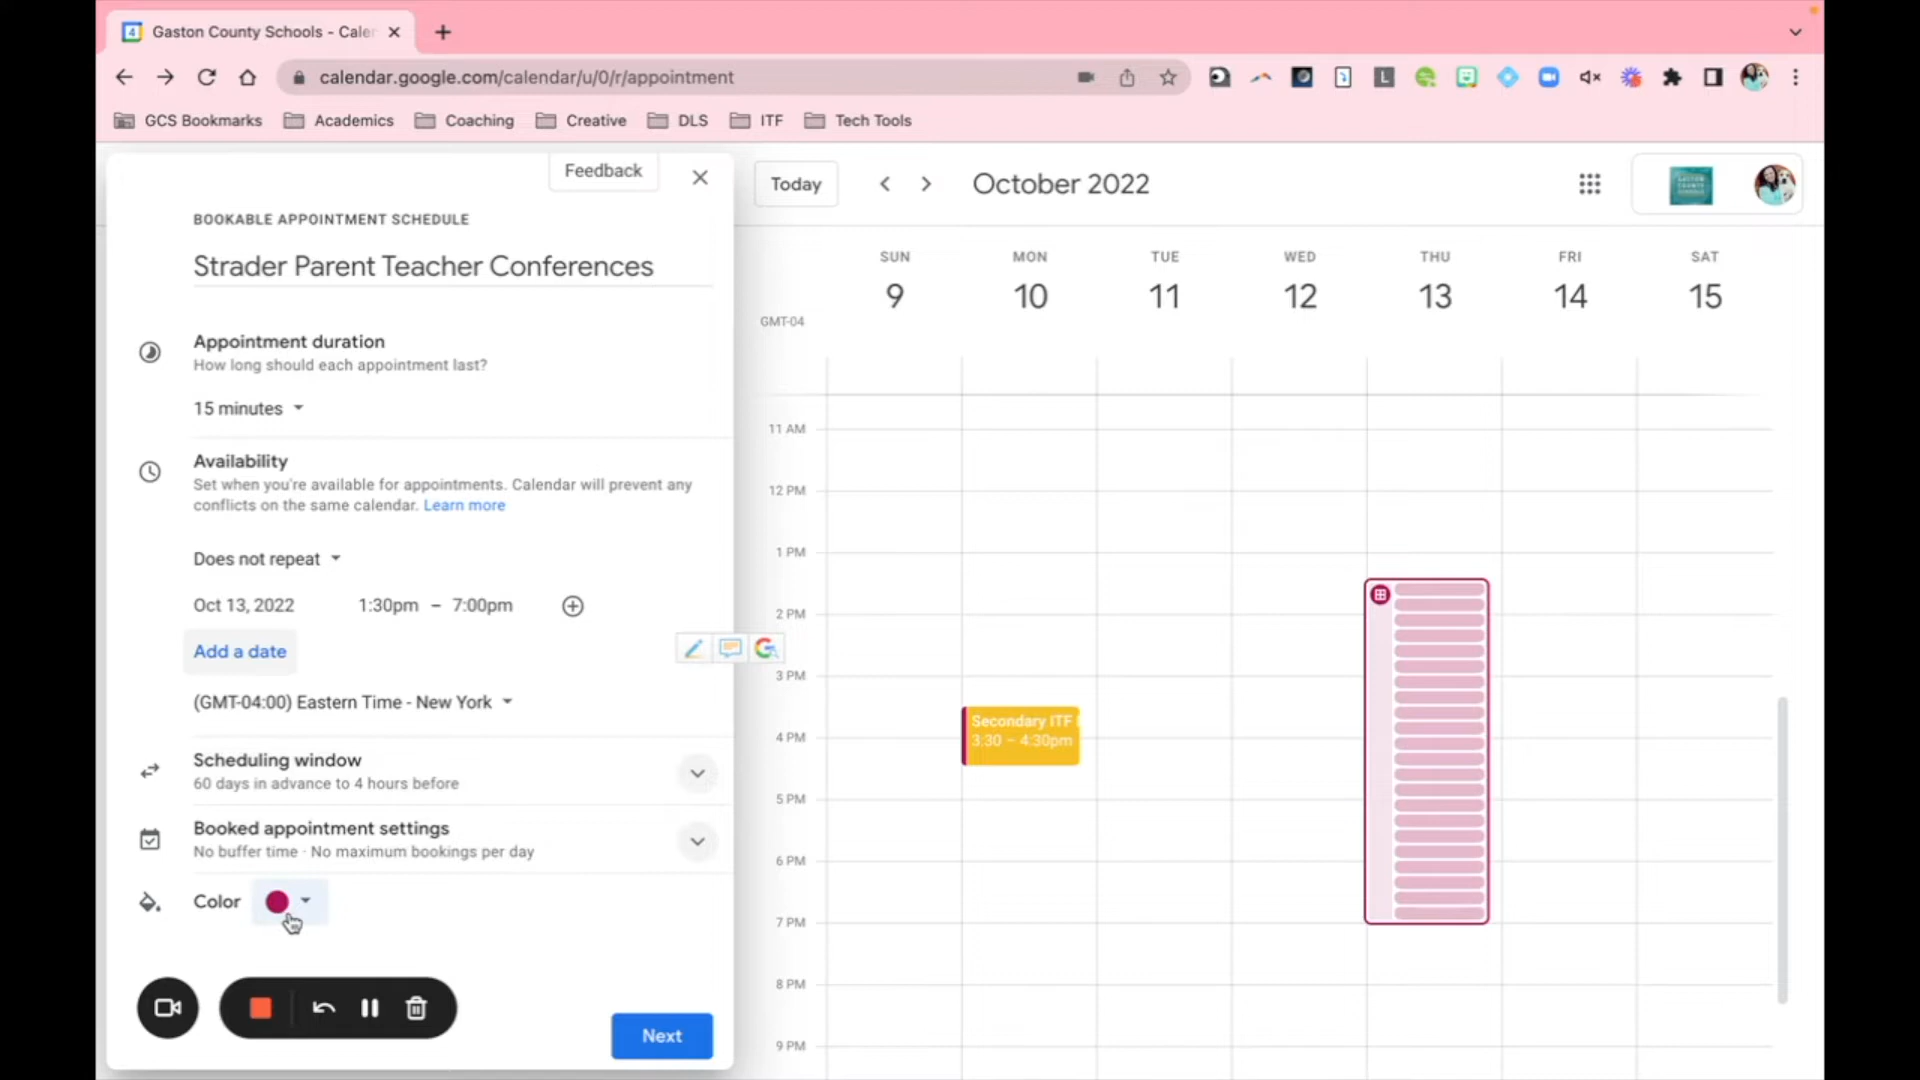 Gaston County Schools - Caler
calendar.google.com/calendar/u/0/r/appointment
GCS Bookmarks
Academics
Coaching
Creative
DLS
ITF
Tech Tools
Feedback
BOOKABLE APPOINTMENT SCHEDULE
Strader Parent Teacher Conferences
Appointment duration
How long should each appointment last?
15 minutes
Availability
Set when you're available for appointments. Calendar will prevent any
conflicts on the same calendar. Learn more
Does not repeat
Oct 13, 2022 1:30pm – 7:00pm
Add a date
(GMT-04:00) Eastern Time - New York
Scheduling window
60 days in advance to 4 hours before
Booked appointment settings
No buffer time · No maximum bookings per day
Color
Next
Today
October 2022
GASTON
COUNTY
SCHOOLS
SUN MON TUE WED THU FRI SAT
9 10 11 12 13 14 15
GMT-04
11 AM
12 PM
1 PM
2 PM
3 PM
Secondary ITF
3:30 – 4:30pm
4 PM
5 PM
6 PM
7 PM
8 PM
9 PM